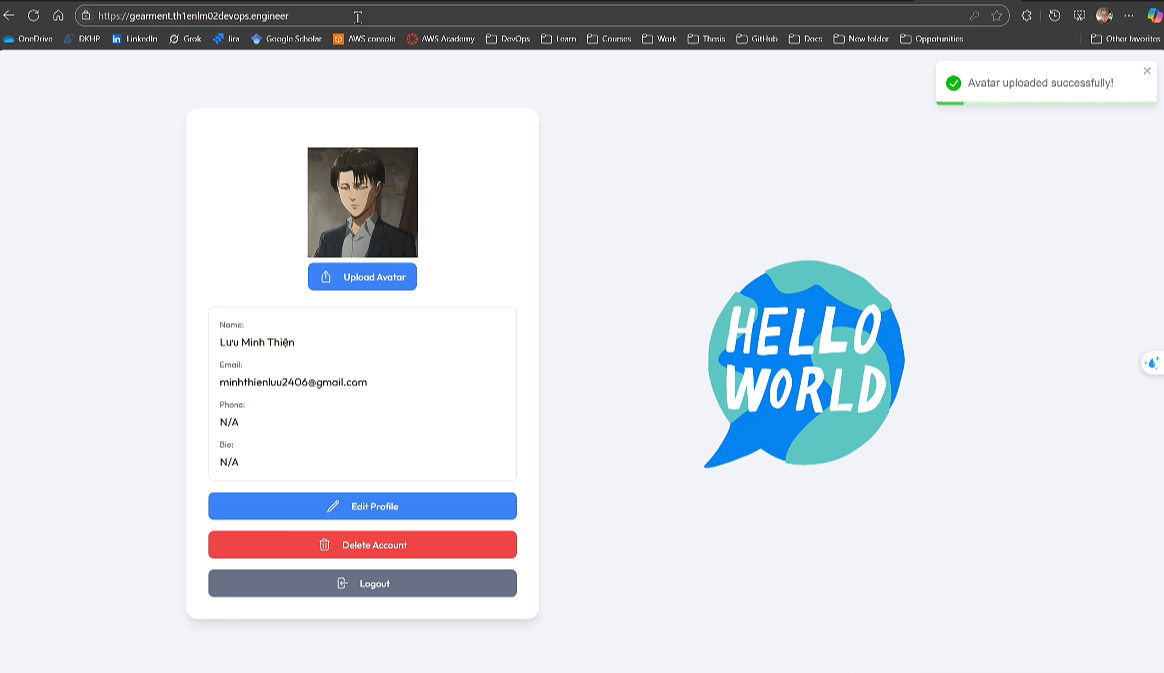 https://gearment.th1enlm02devops.engineer
OneDrive DKHP LinkedIn Grok Jira Google Scholar AWS console AWS Academy DevOps Learn Courses Work Thesis GitHub Docs New folder Oppotunities Other favorites
Avatar uploaded successfully!
Upload Avatar
Name:
Lưu Minh Thiện
Email:
minhthienluu2406@gmail.com
Phone:
N/A
Bio:
N/A
Edit Profile
Delete Account
Logout
HELLO
WORLD